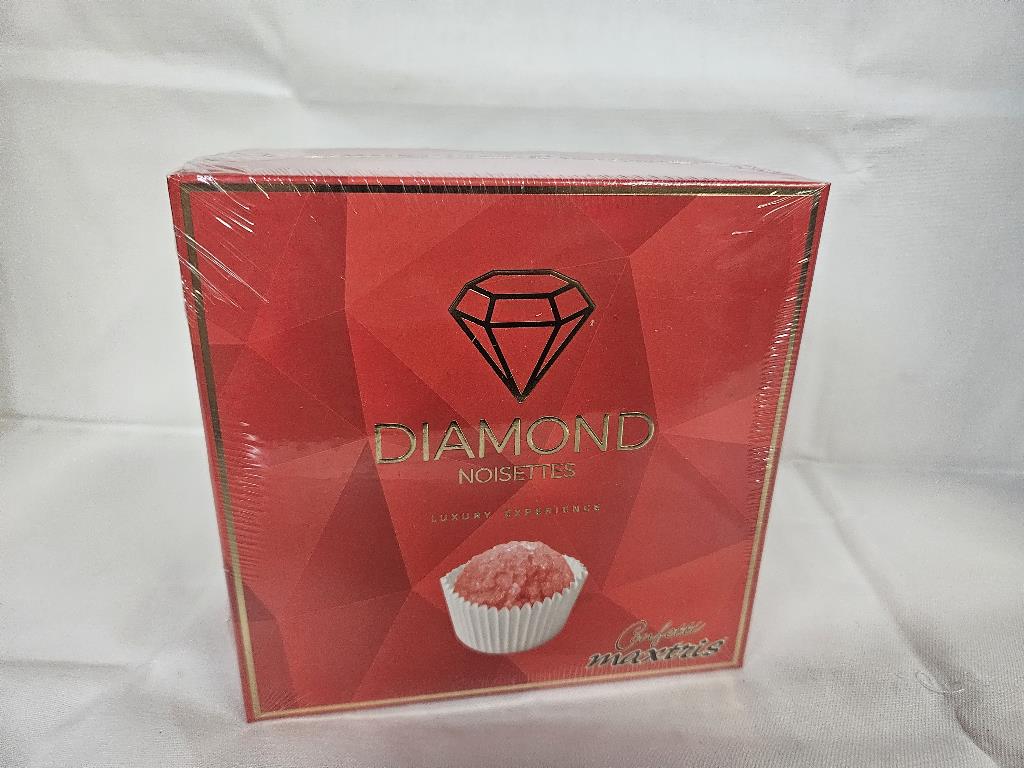 DIAMOND
NOISETTES
LUXURY EXPERIENCE
Confetti
maxtris